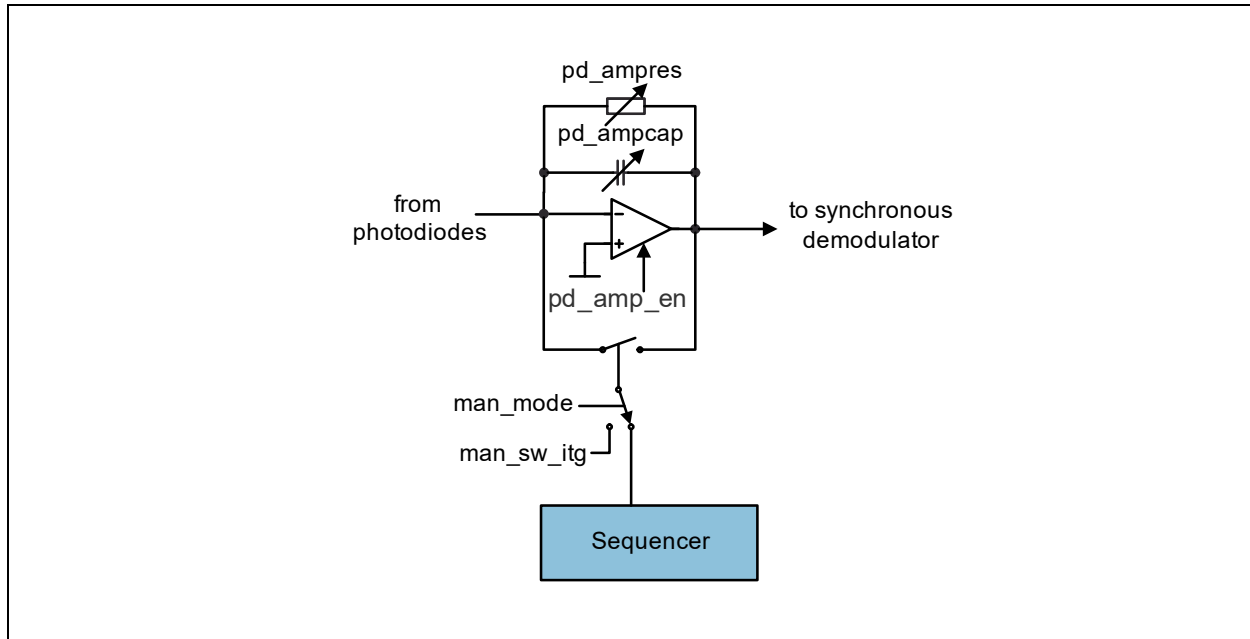 pd_ampres
pd_ampcap
from
photodiodes
to synchronous
demodulator
pd_amp_en
man_mode
man_sw_itg
Sequencer